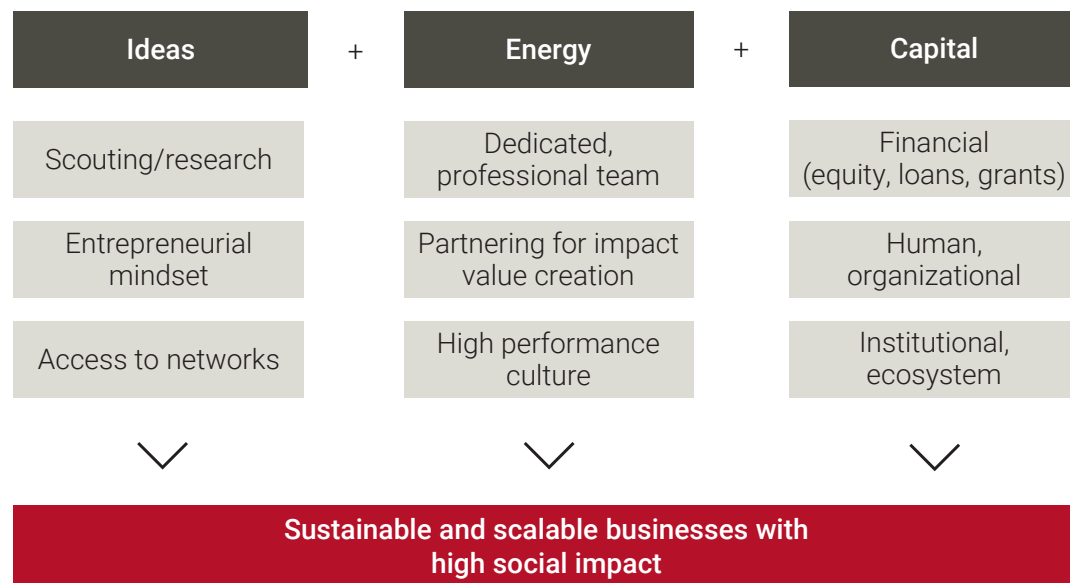 Ideas
+
Energy
+
Capital
Scouting/research
Dedicated,
professional team
Financial
(equity, loans, grants)
Entrepreneurial
mindset
Partnering for impact
value creation
Human,
organizational
Access to networks
High performance
culture
Institutional,
ecosystem
Sustainable and scalable businesses with
high social impact